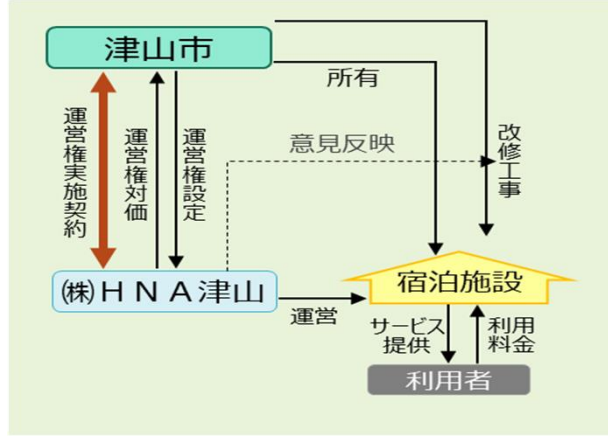 津山市
所有
改修工事
意見反映
運営権実施契約
運営権対価
運営権設定
㈱ＨＮＡ津山
運営
宿泊施設
サービス
提供
利用
料金
利用者